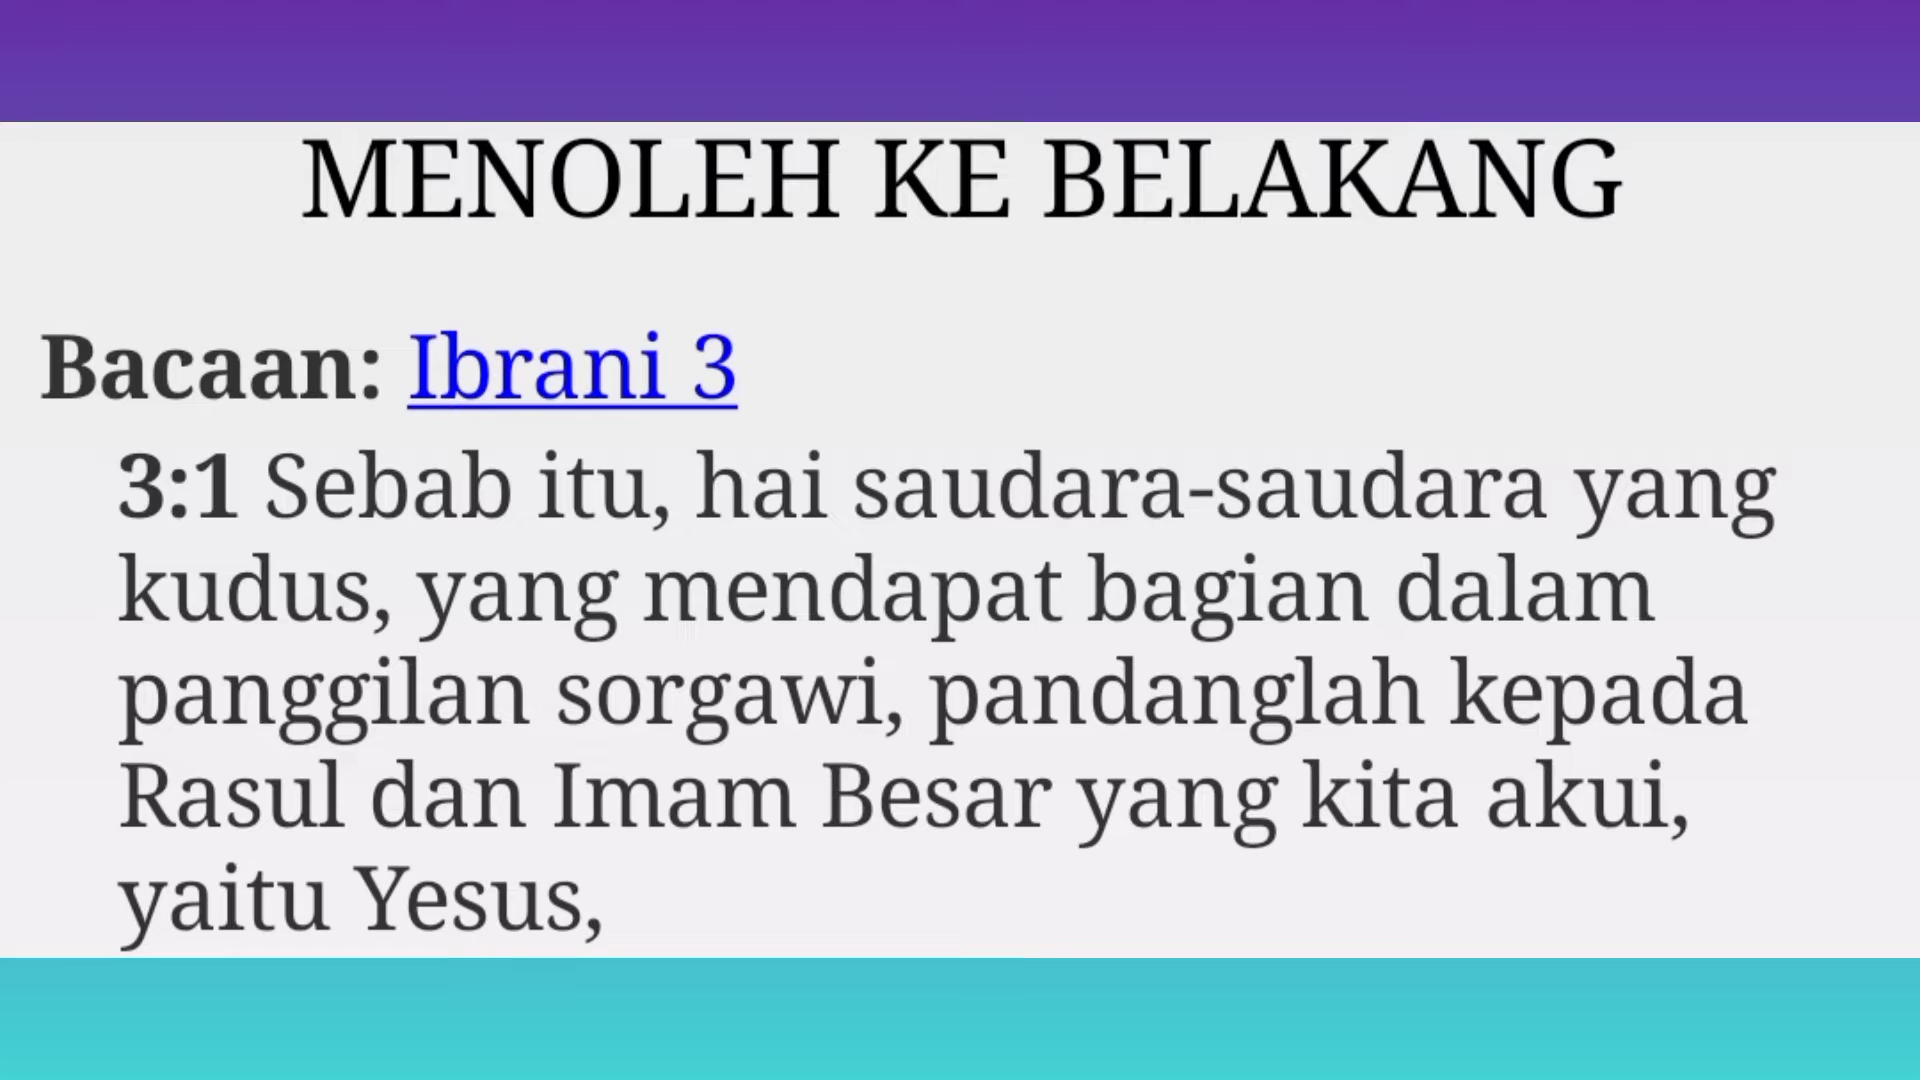 MENOLEH KE BELAKANG
Bacaan: Ibrani 3
3:1 Sebab itu, hai saudara-saudara yang
kudus, yang mendapat bagian dalam
panggilan sorgawi, pandanglah kepada
Rasul dan Imam Besar yang kita akui,
yaitu Yesus,